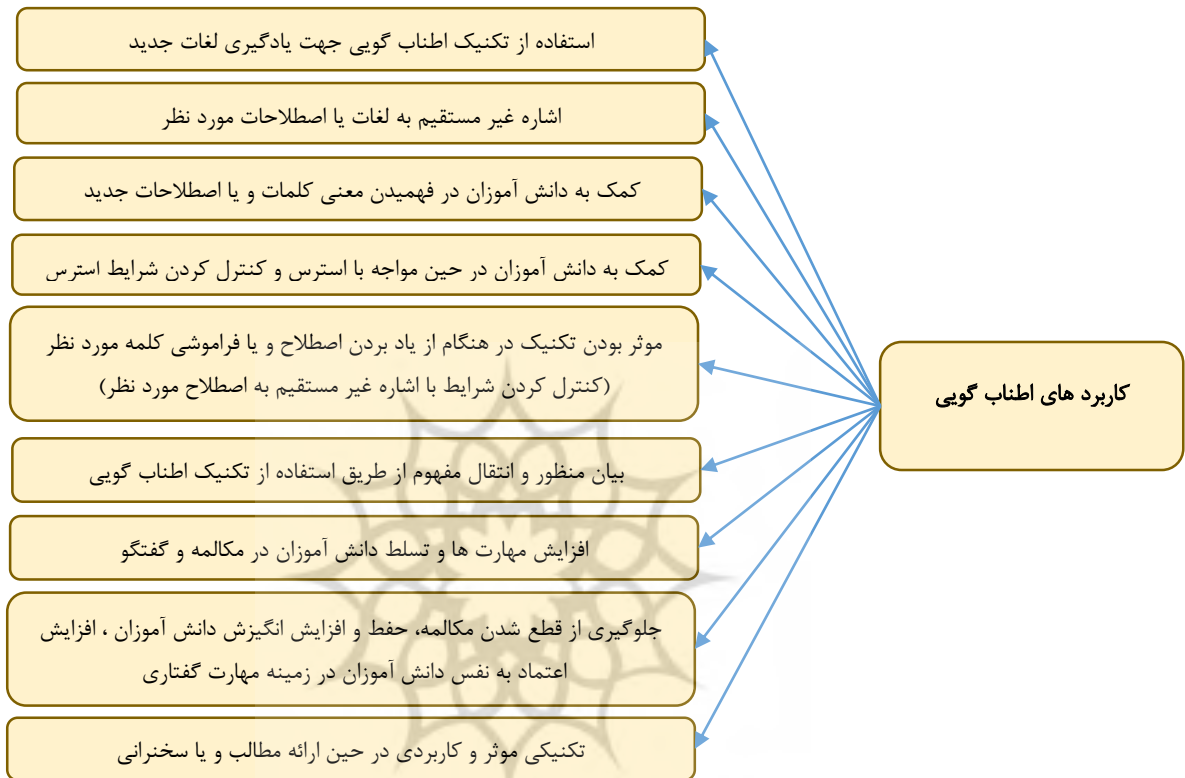 استفاده از تکنیک اطناب گویی جهت یادگیری لغات جدید
اشاره غیر مستقیم به لغات یا اصطلاحات مورد نظر
کمک به دانش آموزان در فهمیدن معنی کلمات و یا اصطلاحات جدید
کمک به دانش آموزان در حین مواجه با استرس و کنترل کردن شرایط استرس
موثر بودن تکنیک در هنگام از یاد بردن اصطلاح و یا فراموشی کلمه مورد نظر
(کنترل کردن شرایط با اشاره غیر مستقیم به اصطلاح مورد نظر)
کاربرد های اطناب گویی
بیان منظور و انتقال مفهوم از طریق استفاده از تکنیک اطناب گویی
افزایش مهارت ها و تسلط دانش آموزان در مکالمه و گفتگو
جلوگیری از قطع شدن مکالمه، حفظ و افزایش انگیزش دانش آموزان ، افزایش
اعتماد به نفس دانش آموزان در زمینه مهارت گفتاری
تکنیکی موثر و کاربردی در حین ارائه مطالب و یا سخنرانی